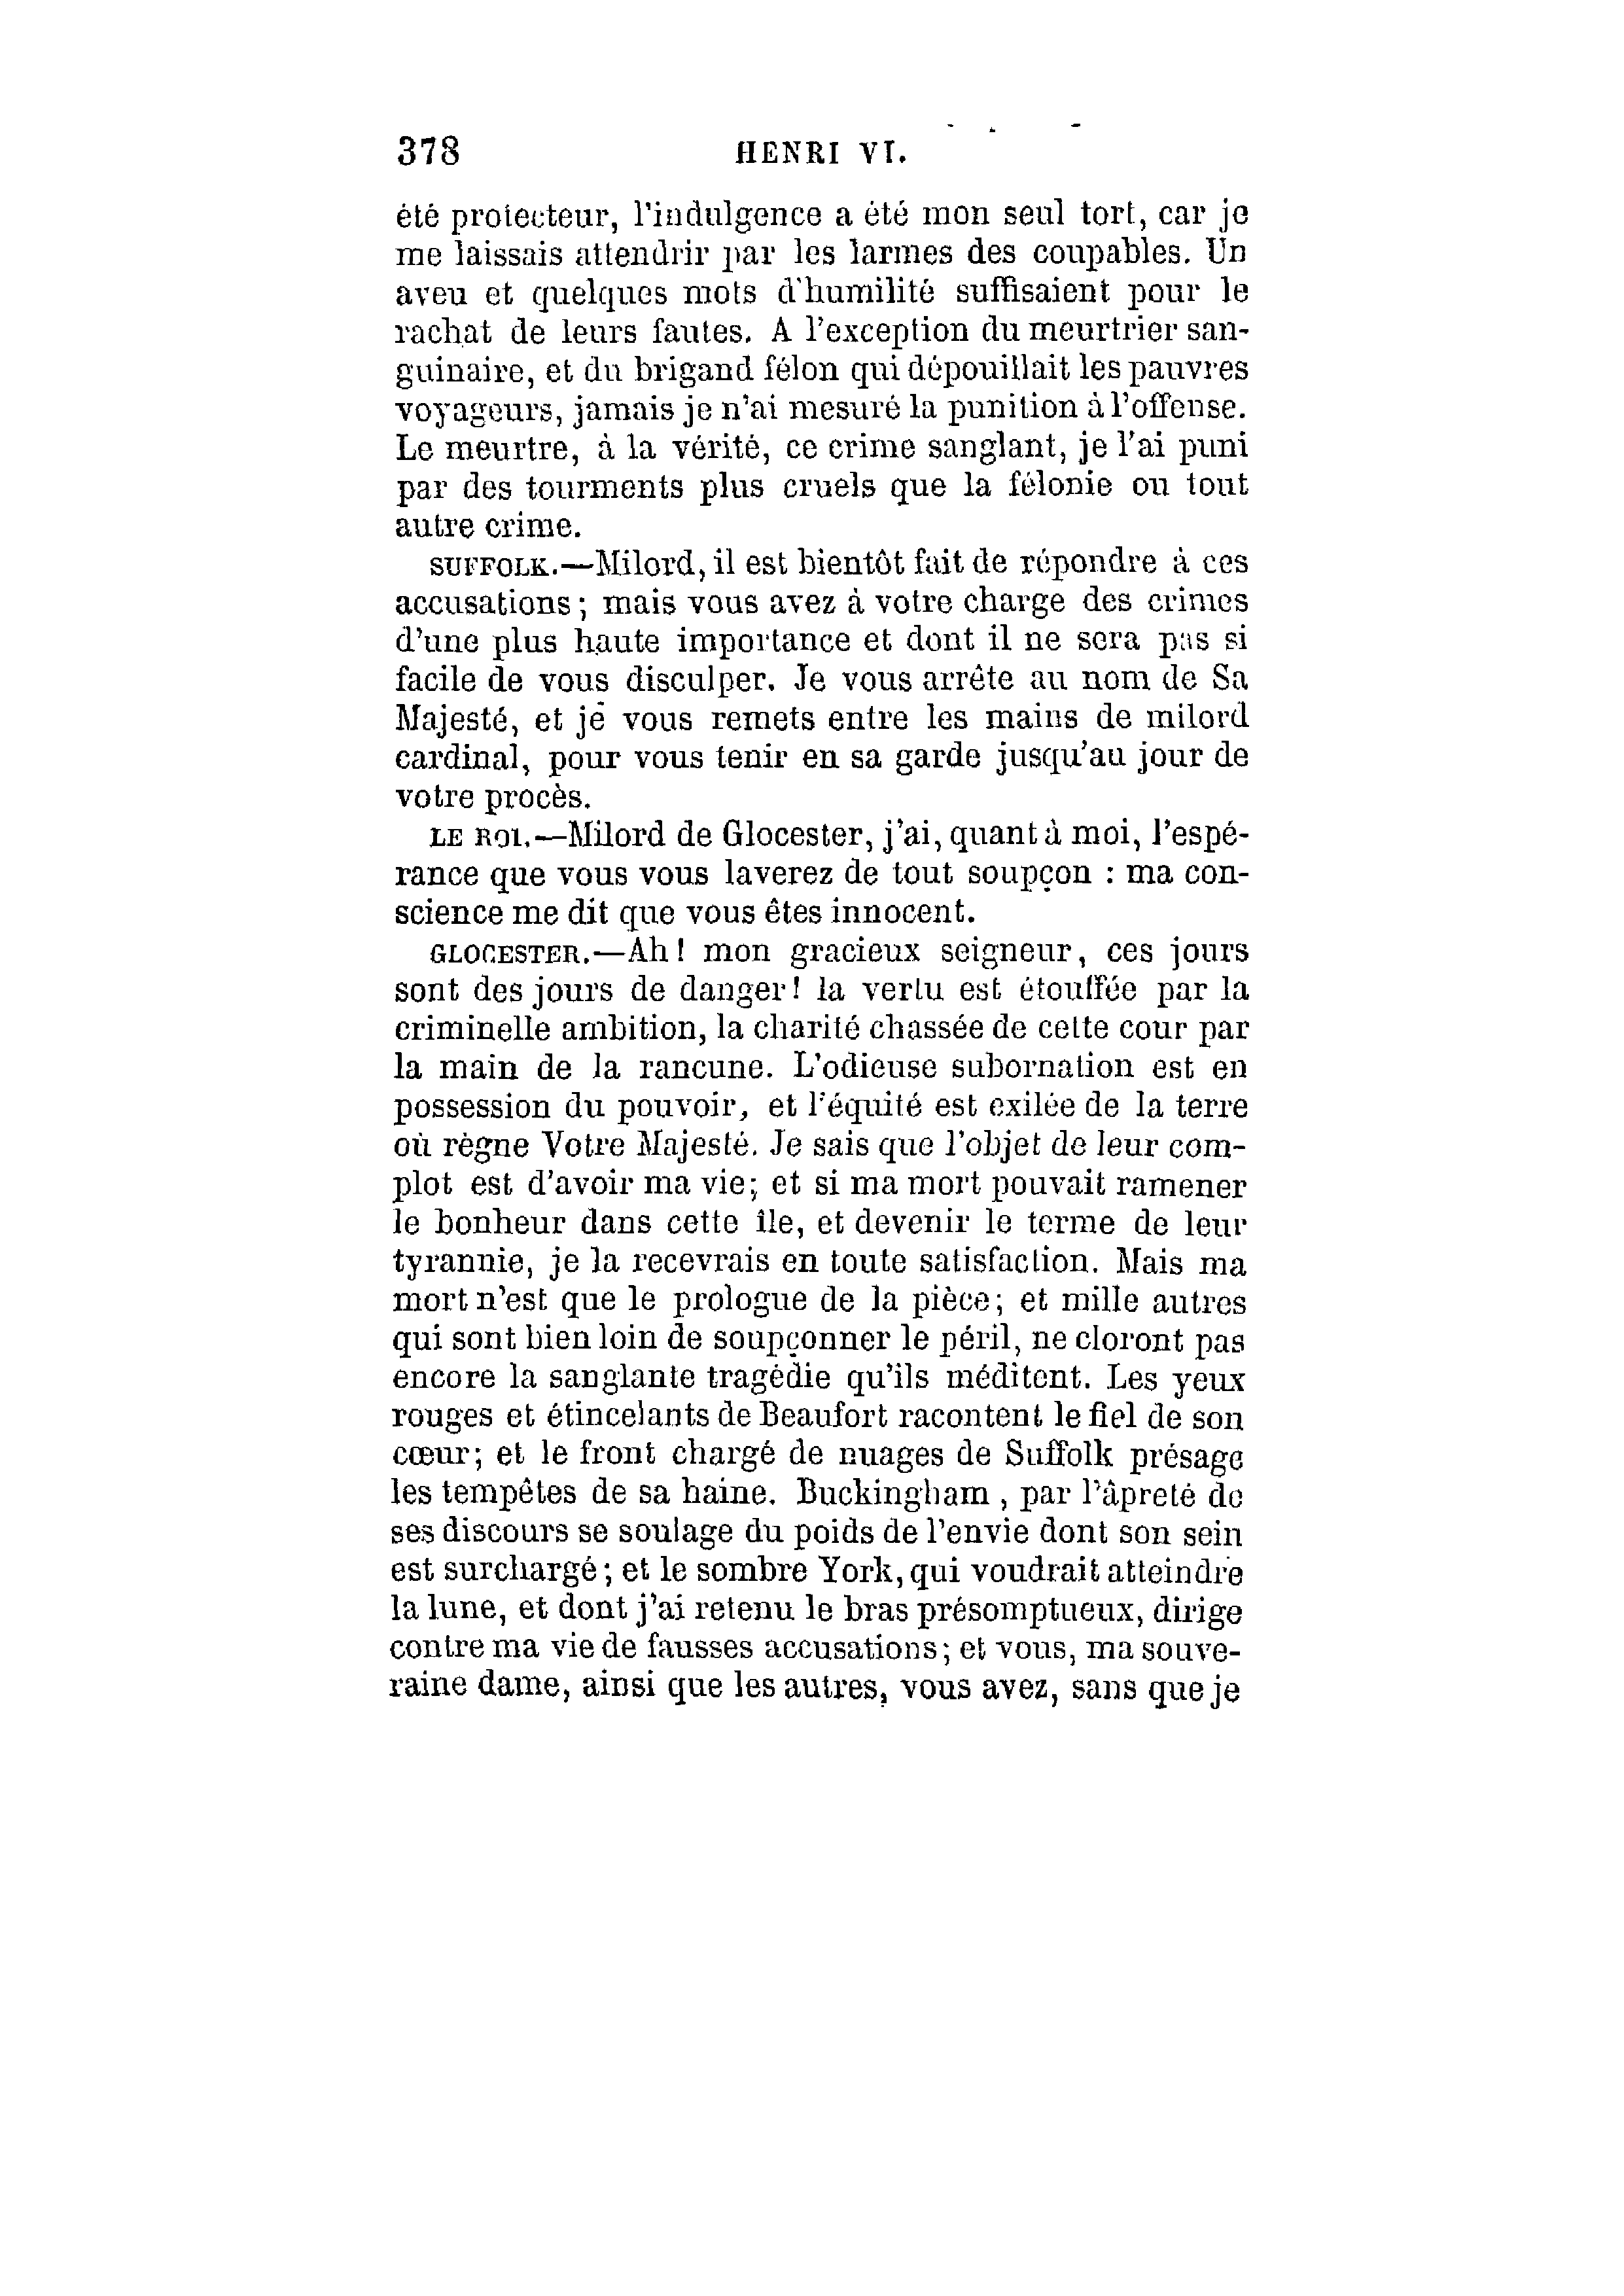 378 HENRI VI.
été protecteur, l'indulgence a été mon seul tort, car je
me laissais attendrir par les larmes des coupables. Un
aveu et quelques mots d'humilité suffisaient pour le
rachat de leurs fautes. A l'exception du meurtrier san-
guinaire, et du brigand félon qui dépouillait les pauvres
voyageurs, jamais je n'ai mesuré la punition à l'offense.
Le meurtre, à la vérité, ce crime sanglant, je l'ai puni
par des tourments plus cruels que la félonie ou tout
autre crime.
SUFFOLK.—Milord, il est bientôt fait de répondre à ces
accusations ; mais vous avez à votre charge des crimes
d'une plus haute importance et dont il ne sera pas si
facile de vous disculper. Je vous arrête au nom de Sa
Majesté, et je vous remets entre les mains de milord
cardinal, pour vous tenir en sa garde jusqu'au jour de
votre procès.
LE ROI.—Milord de Glocester, j'ai, quant à moi, l'espé-
rance que vous vous laverez de tout soupçon : ma con-
science me dit que vous êtes innocent.
GLOCESTER.—Ah ! mon gracieux seigneur, ces jours
sont des jours de danger ! la vertu est étouffée par la
criminelle ambition, la charité chassée de cette cour par
la main de la rancune. L'odieuse subornation est en
possession du pouvoir, et l'équité est exilée de la terre
où règne Votre Majesté. Je sais que l'objet de leur com-
plot est d'avoir ma vie; et si ma mort pouvait ramener
le bonheur dans cette île, et devenir le terme de leur
tyrannie, je la recevrais en toute satisfaction. Mais ma
mort n'est que le prologue de la pièce; et mille autres
qui sont bien loin de soupçonner le péril, ne cloront pas
encore la sanglante tragédie qu'ils méditent. Les yeux
rouges et étincelants de Beaufort racontent le fiel de son
cœur; et le front chargé de nuages de Suffolk présage
les tempêtes de sa haine. Buckingham , par l'âpreté de
ses discours se soulage du poids de l'envie dont son sein
est surchargé ; et le sombre York, qui voudrait atteindre
la lune, et dont j'ai retenu le bras présomptueux, dirige
contre ma vie de fausses accusations ; et vous, ma souve-
raine dame, ainsi que les autres, vous avez, sans que je